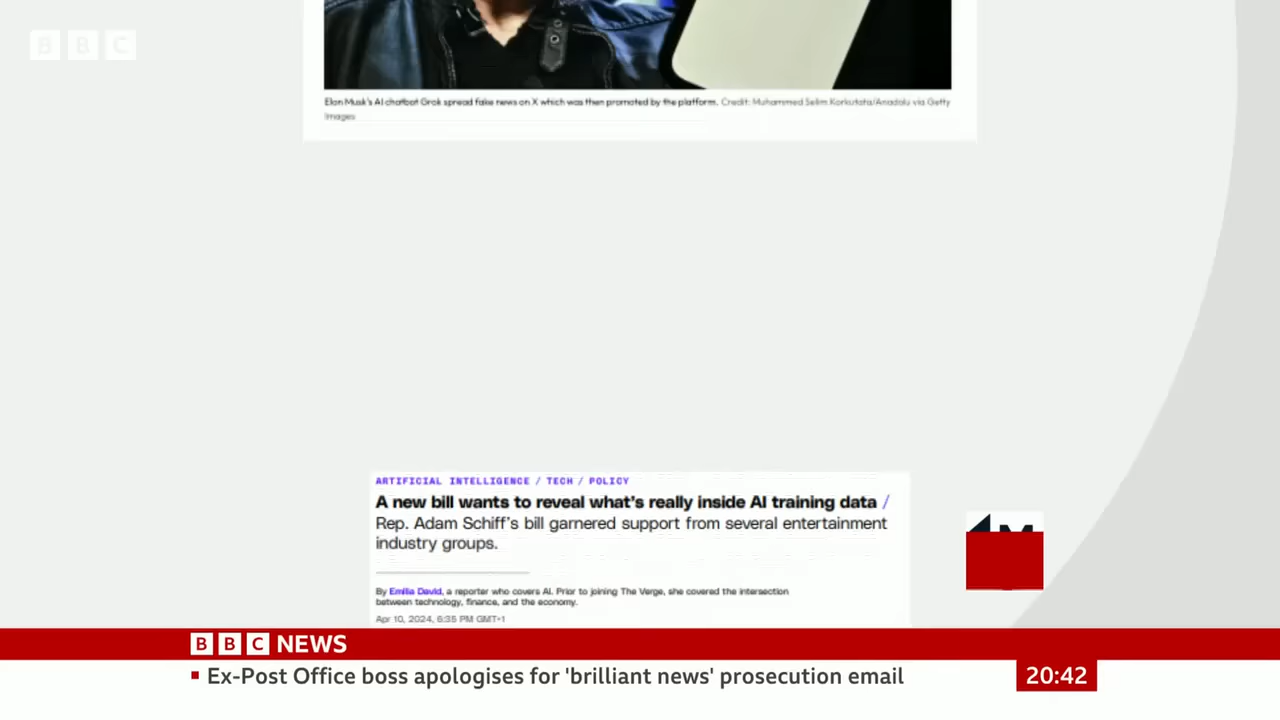 BBC
Elon Musk's AI chatbot Grok spread fake news on X which was then promoted by the platform. Credit: Muhammed Selim Korkutata/Anadolu via Getty
Images
ARTIFICIAL INTELLIGENCE / TECH / POLICY
A new bill wants to reveal what's really inside AI training data /
Rep. Adam Schiff's bill garnered support from several entertainment
industry groups.
By Emilia David, a reporter who covers AI. Prior to joining The Verge, she covered the intersection
between technology, finance, and the economy.
Apr 10, 2024, 6:35 PM GMT+1
BBC NEWS
Ex-Post Office boss apologises for 'brilliant news' prosecution email
20:42